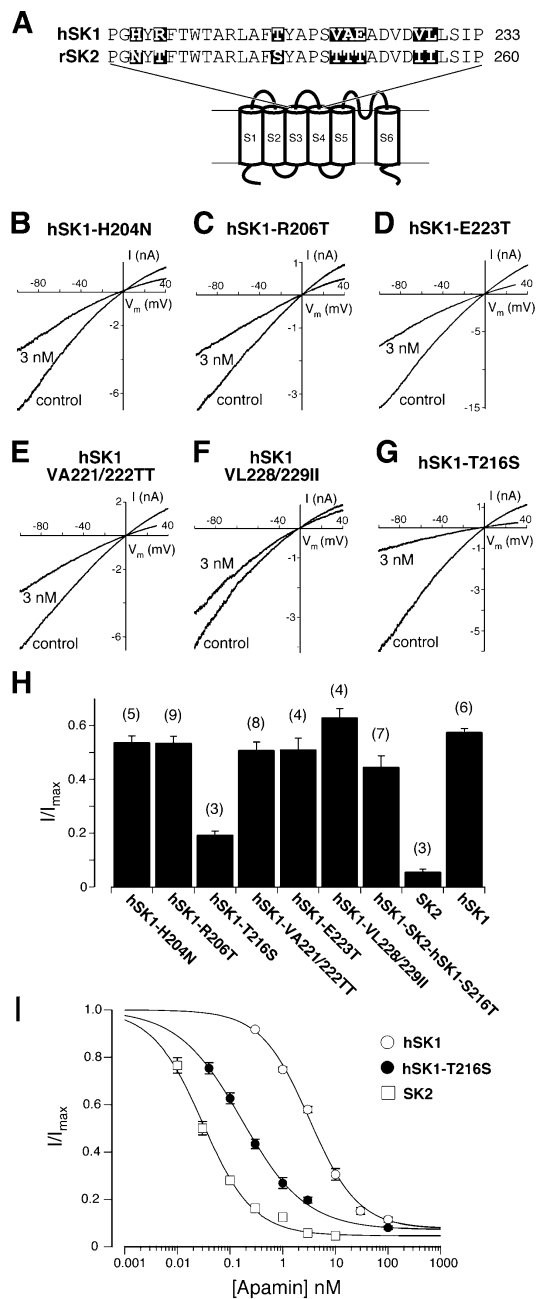 A
hSK1 PGHYRFTWTARLAFTYAPSVAEADVDVLLSIP 233
rSK2 PGNYTFTWTARLAFSYAPSTTTADVDIILSIP 260
S1 S2 S3 S4 S5 S6
B hSK1-H204N
I (nA)
-80 -40 40
Vm (mV)
-2
-6
3 nM
control
C hSK1-R206T
I (nA)
1
-80 -40 40
Vm (mV)
-1
-3
3 nM
control
D hSK1-E223T
I (nA)
-80 -40 40
Vm (mV)
-5
-15
3 nM
control
E hSK1
VA221/222TT
I (nA)
2
-80 -40 40
Vm (mV)
-2
-6
3 nM
control
F hSK1
VL228/229II
I (nA)
-80 -40 40
Vm (mV)
-1
-3
3 nM
control
G hSK1-T216S
I (nA)
1
-80 -40 40
Vm (mV)
-1
-3
-5
3 nM
control
H
I/Imax
0.6
0.4
0.2
0
(5) (9) (3) (8) (4) (4) (7) (3) (6)
hSK1-H204N
hSK1-R206T
hSK1-T216S
hSK1-VA221/222TT
hSK1-E223T
hSK1-VL228/229II
hSK1-SK2-hSK1-S216T
SK2
hSK1
I
I/Imax
1.0
0.8
0.6
0.4
0.2
0
hSK1
hSK1-T216S
SK2
0.001 0.01 0.1 1 10 100 1000
[Apamin] nM